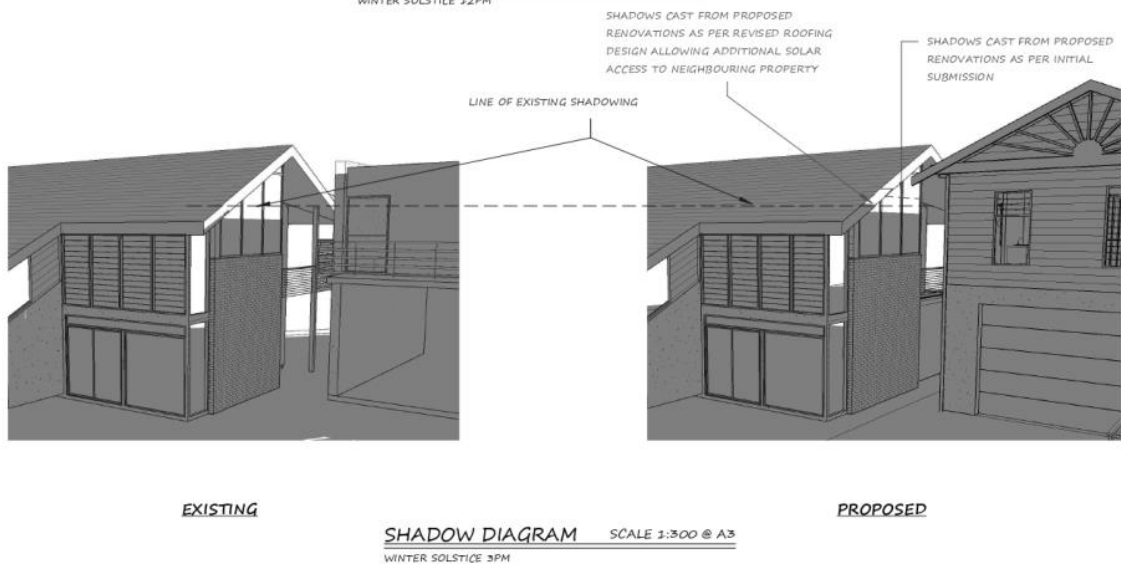 WINTER SOLSTICE 12PM
SHADOWS CAST FROM PROPOSED
RENOVATIONS AS PER REVISED ROOFING
DESIGN ALLOWING ADDITIONAL SOLAR
ACCESS TO NEIGHBOURING PROPERTY
SHADOWS CAST FROM PROPOSED
RENOVATIONS AS PER INITIAL
SUBMISSION
LINE OF EXISTING SHADOWING
EXISTING
PROPOSED
SHADOW DIAGRAM SCALE 1:300 @ A3
WINTER SOLSTICE 3PM